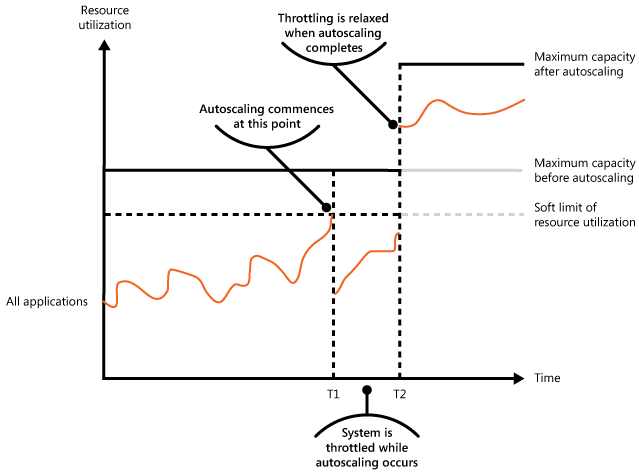 Resource
utilization
Throttling is relaxed
when autoscaling
completes
Maximum capacity
after autoscaling
Autoscaling commences
at this point
Maximum capacity
before autoscaling
Soft limit of
resource utilization
All applications
Time
T1
T2
System is
throttled while
autoscaling occurs